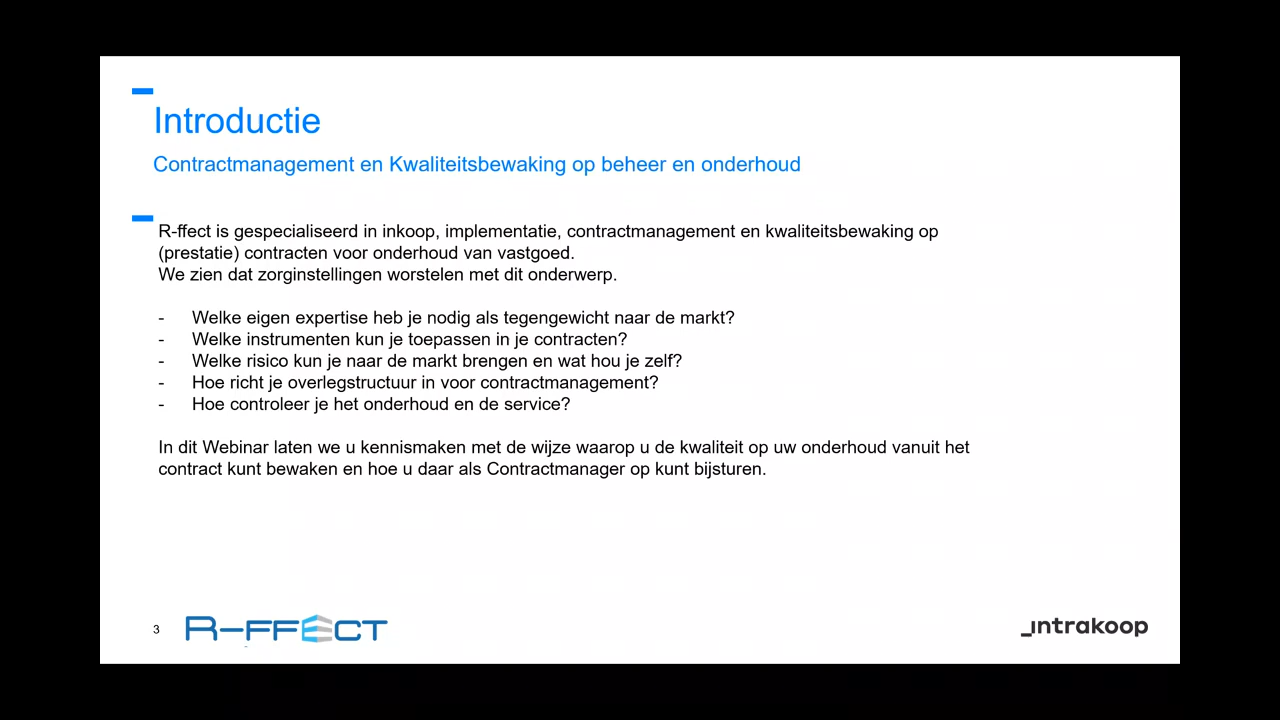 Introductie
Contractmanagement en Kwaliteitsbewaking op beheer en onderhoud
R-ffect is gespecialiseerd in inkoop, implementatie, contractmanagement en kwaliteitsbewaking op
(prestatie) contracten voor onderhoud van vastgoed.
We zien dat zorginstellingen worstelen met dit onderwerp.
- Welke eigen expertise heb je nodig als tegengewicht naar de markt?
- Welke instrumenten kun je toepassen in je contracten?
- Welke risico kun je naar de markt brengen en wat hou je zelf?
- Hoe richt je overlegstructuur in voor contractmanagement?
- Hoe controleer je het onderhoud en de service?
In dit Webinar laten we u kennismaken met de wijze waarop u de kwaliteit op uw onderhoud vanuit het
contract kunt bewaken en hoe u daar als Contractmanager op kunt bijsturen.
3 R-FFECT
_intrakoop